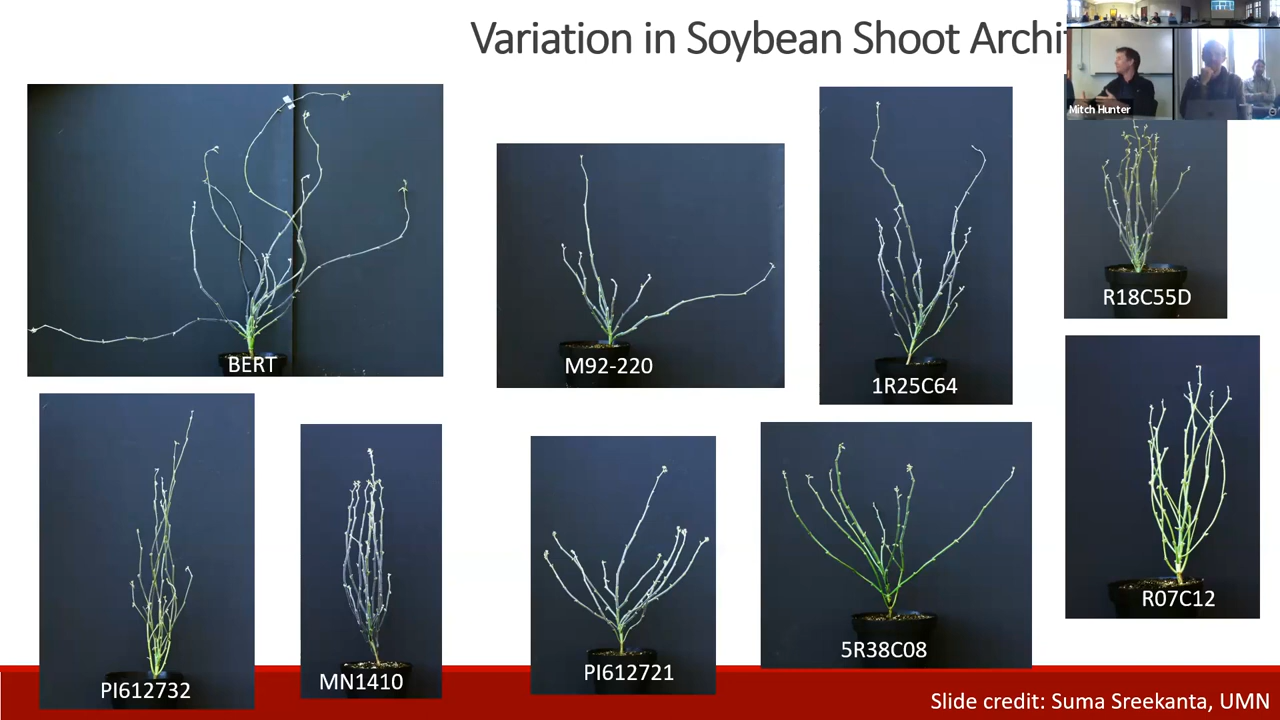 Variation in Soybean Shoot Archi
Mitch Hunter
BERT
M92-220
1R25C64
R18C55D
PI612732
MN1410
PI612721
5R38C08
R07C12
Slide credit: Suma Sreekanta, UMN